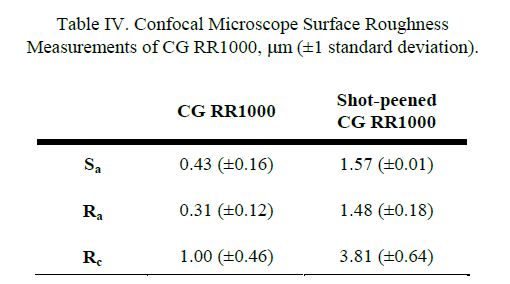 Table IV. Confocal Microscope Surface Roughness
Measurements of CG RR1000, μm (±1 standard deviation).
CG RR1000 Shot-peened CG RR1000
Sa 0.43 (±0.16) 1.57 (±0.01)
Ra 0.31 (±0.12) 1.48 (±0.18)
Rc 1.00 (±0.46) 3.81 (±0.64)